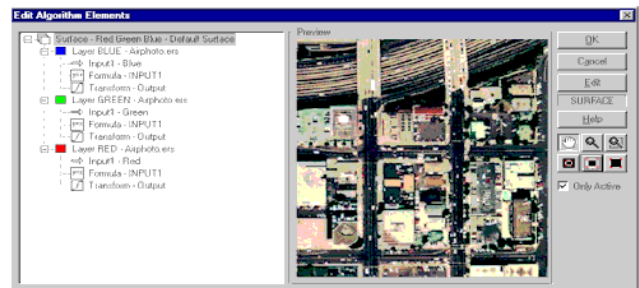 Edit Algorithm Elements
Surface - Red Green Blue - Default Surface
Layer BLUE - Airphoto.ers
Input1 - Blue
Formula - INPUT1
Transform - Output
Layer GREEN - Airphoto.ers
Input1 - Green
Formula - INPUT1
Transform - Output
Layer RED - Airphoto.ers
Input1 - Red
Formula - INPUT1
Transform - Output
Preview
OK
Cancel
Edit
SURFACE
Help
Only Active